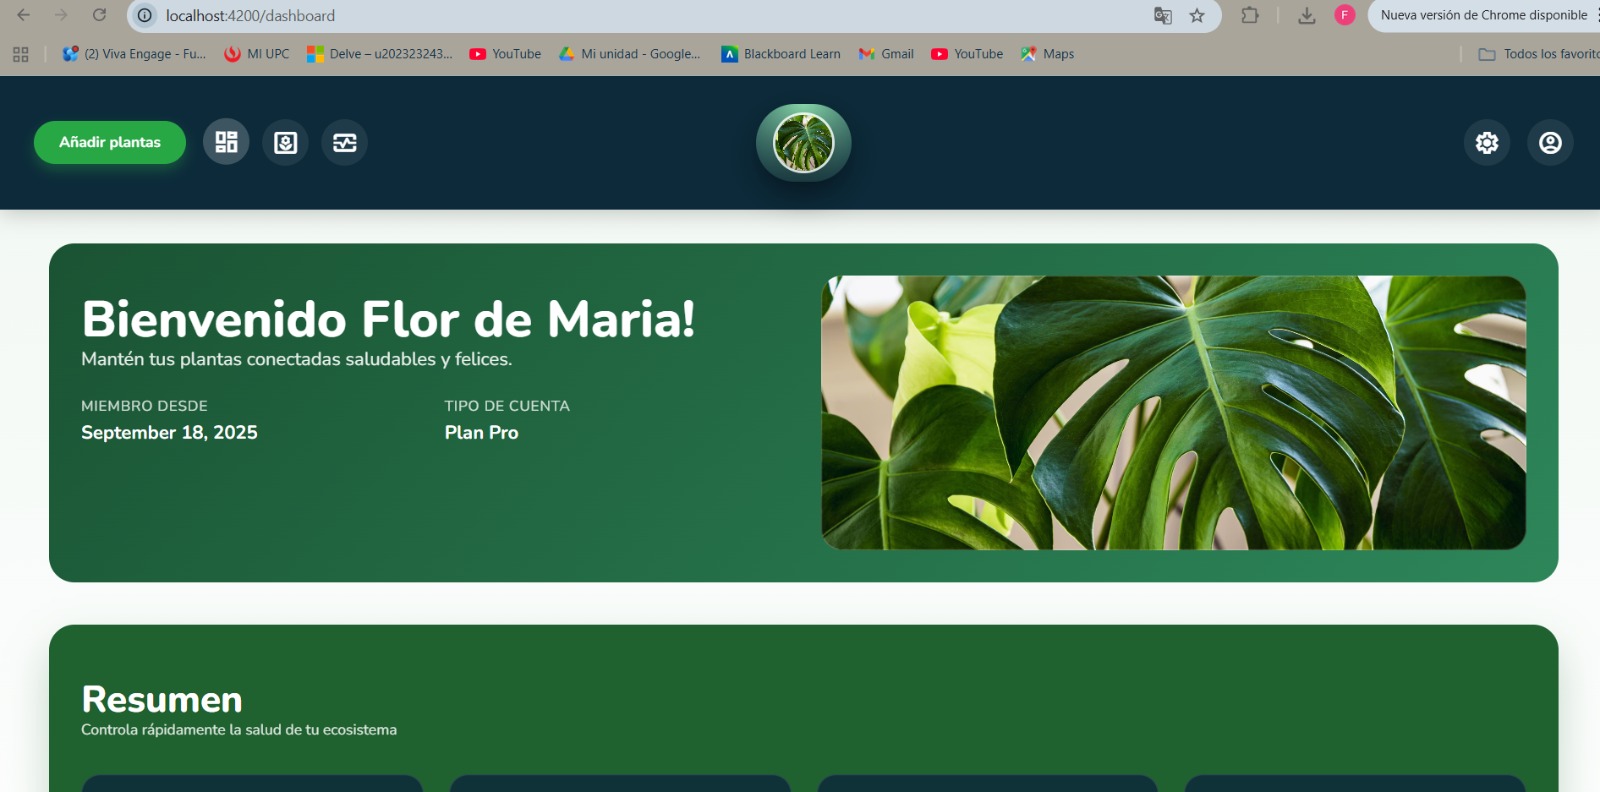 localhost:4200/dashboard
F
Nueva versión de Chrome disponible
(2) Viva Engage - Fu...
MI UPC
Delve – u202323243...
YouTube
Mi unidad - Google...
Blackboard Learn
Gmail
YouTube
Maps
Todos los favorito
Añadir plantas
Bienvenido Flor de Maria!
Mantén tus plantas conectadas saludables y felices.
MIEMBRO DESDE
TIPO DE CUENTA
September 18, 2025
Plan Pro
Resumen
Controla rápidamente la salud de tu ecosistema